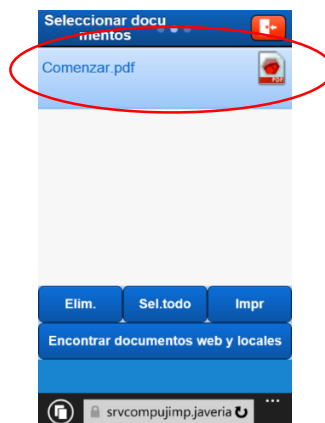 Seleccionar docu
mentos
Comenzar.pdf
PDF
Elim. Sel.todo Impr
Encontrar documentos web y locales
srvcompujimp.javeria
...